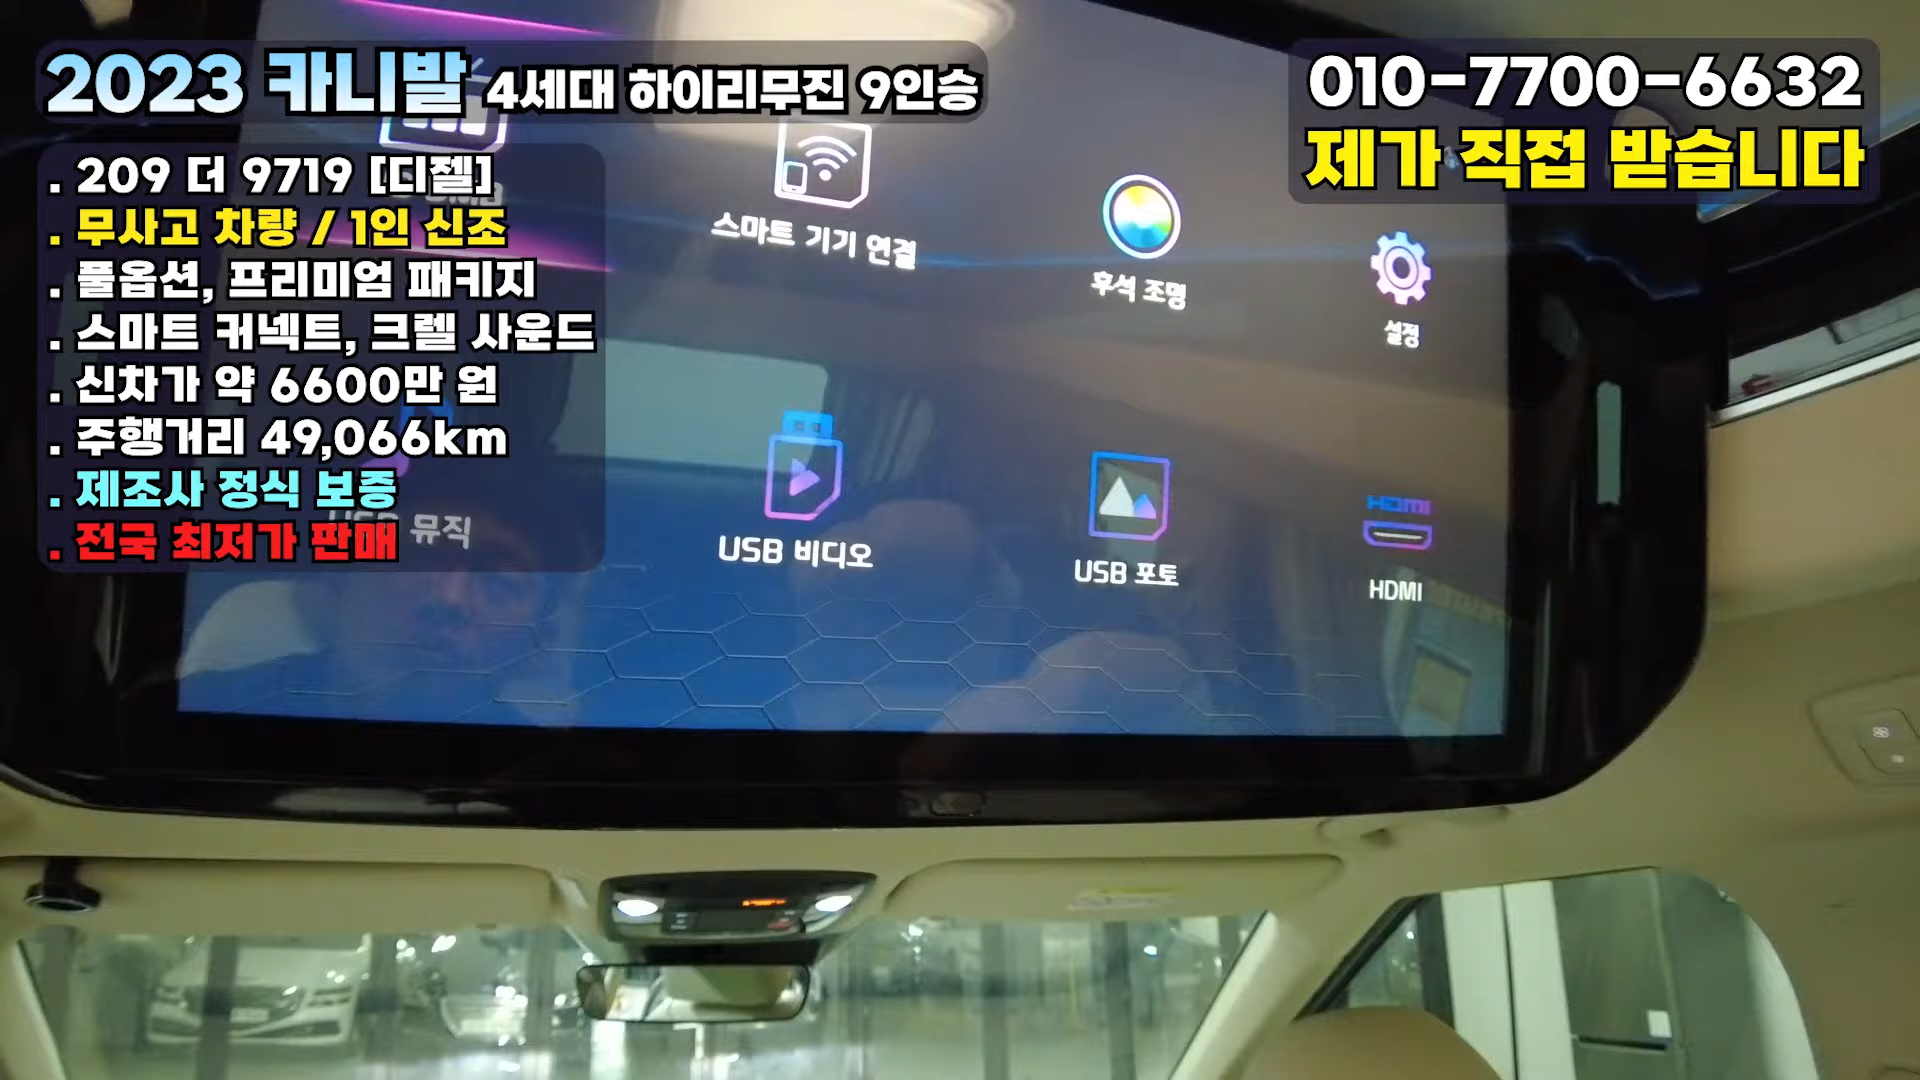 2023 카니발 4세대 하이리무진 9인승
010-7700-6632
제가 직접 받습니다
. 209 더 9719 [디젤]
. 무사고 차량 / 1인 신조
. 풀옵션, 프리미엄 패키지
. 스마트 커넥트, 크렐 사운드
. 신차가 약 6600만 원
. 주행거리 49,066km
. 제조사 정식 보증
. 전국 최저가 판매
스마트 기기 연결
후석 조명
설정
USB 뮤직
USB 비디오
USB 포토
HDMI
HDMI